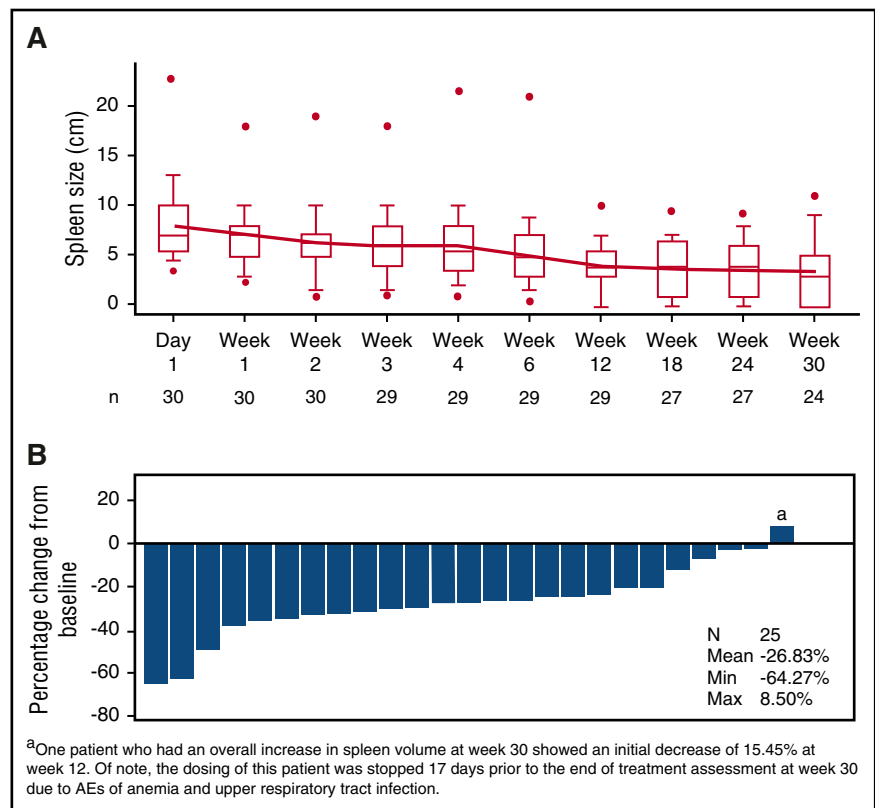 A
Spleen size (cm)
20
15
10
5
0
Day Week Week Week Week Week Week Week Week Week
1 1 2 3 4 6 12 18 24 30
n 30 30 30 29 29 29 29 27 27 24
B
Percentage change from
baseline
20
0
-20
-40
-60
-80
a
N 25
Mean -26.83%
Min -64.27%
Max 8.50%
aOne patient who had an overall increase in spleen volume at week 30 showed an initial decrease of 15.45% at
week 12. Of note, the dosing of this patient was stopped 17 days prior to the end of treatment assessment at week 30
due to AEs of anemia and upper respiratory tract infection.